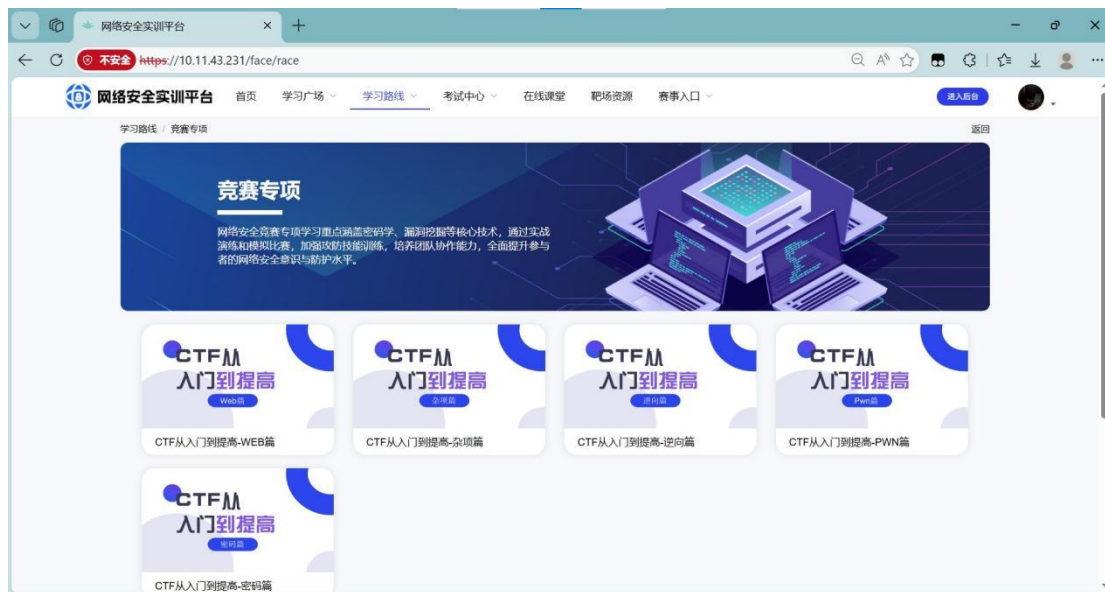 网络安全实训平台
不安全 https://10.11.43.231/face/race
网络安全实训平台 首页 学习广场 学习路线 考试中心 在线课堂 靶场资源 赛事入口 进入后台
学习路线 / 竞赛专项 返回
竞赛专项
网络安全竞赛专项学习重点涵盖密码学、漏洞挖掘等核心技术，通过实战
演练和模拟比赛，加强攻防技能训练，培养团队协作能力，全面提升参与
者的网络安全意识与防护水平。
CTF从
入门到提高
Web篇
CTF从入门到提高-WEB篇
CTF从
入门到提高
杂项篇
CTF从入门到提高-杂项篇
CTF从
入门到提高
逆向篇
CTF从入门到提高-逆向篇
CTF从
入门到提高
Pwn篇
CTF从入门到提高-PWN篇
CTF从
入门到提高
密码篇
CTF从入门到提高-密码篇